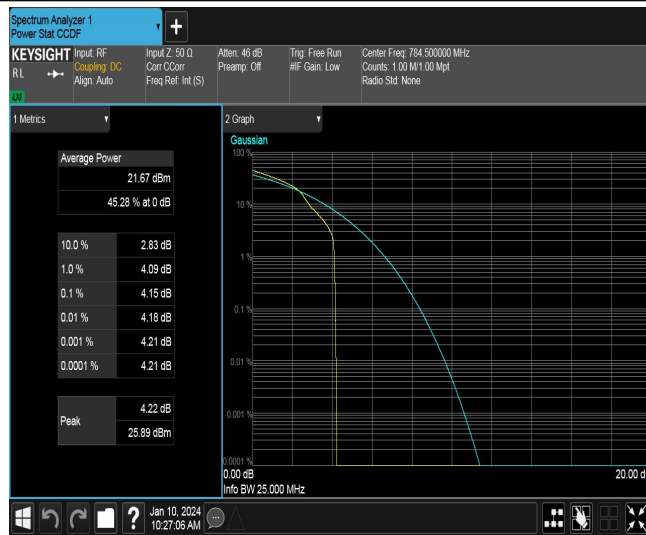 Spectrum Analyzer 1
Power Stat CCDF
+
KEYSIGHT
RL
LXI
Input: RF
Coupling: DC
Align: Auto
Input Z: 50 Ω
Corr CCorr
Freq Ref: Int (S)
Atten: 46 dB
Preamp: Off
Trig: Free Run
#IF Gain: Low
Center Freq: 784.500000 MHz
Counts: 1.00 M/1.00 Mpt
Radio Std: None
1 Metrics
Average Power
21.67 dBm
45.28 % at 0 dB
10.0 % 2.83 dB
1.0 % 4.09 dB
0.1 % 4.15 dB
0.01 % 4.18 dB
0.001 % 4.21 dB
0.0001 % 4.21 dB
Peak
4.22 dB
25.89 dBm
2 Graph
Gaussian
100 %
10 %
1 %
0.1 %
0.01 %
0.001 %
0.0001 %
0.00 dB 20.00 d
Info BW 25.000 MHz
? Jan 10, 2024
10:27:06 AM